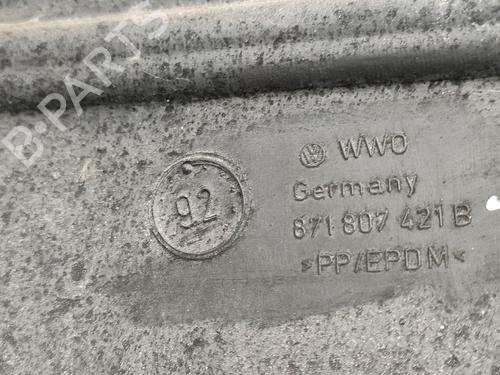 B-PARTS
WWO
Germany
92
871 807 421 B
>PP/EPDM<